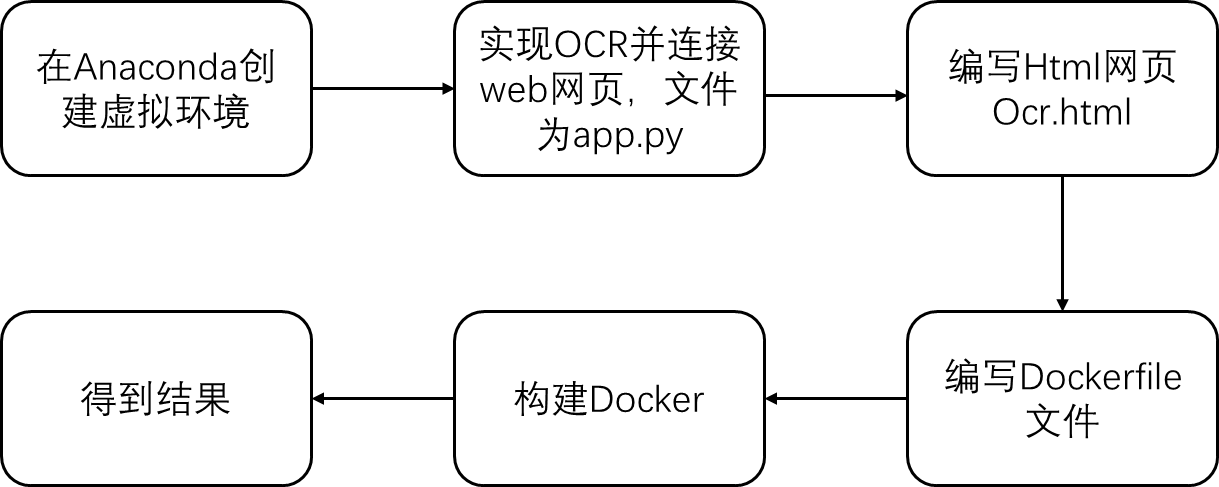 在Anaconda创
建虚拟环境
实现OCR并连接
web网页，文件
为app.py
编写Html网页
Ocr.html
编写Dockerfile
文件
构建Docker
得到结果